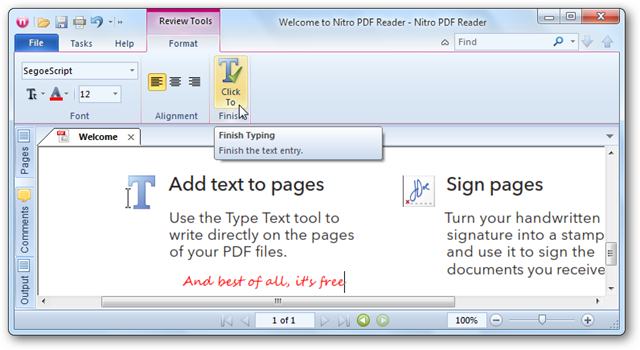 Review Tools
Welcome to Nitro PDF Reader - Nitro PDF Reader
File Tasks Help Format
Find
SegoeScript
Click To
12
Font Alignment Finish
Finish Typing
Finish the text entry.
Welcome
Pages
Comments
Output
Add text to pages
Use the Type Text tool to
write directly on the pages
of your PDF files.
And best of all, it's free
Sign pages
Turn your handwritten
signature into a stamp
and use it to sign the
documents you receive
1 of 1
100%